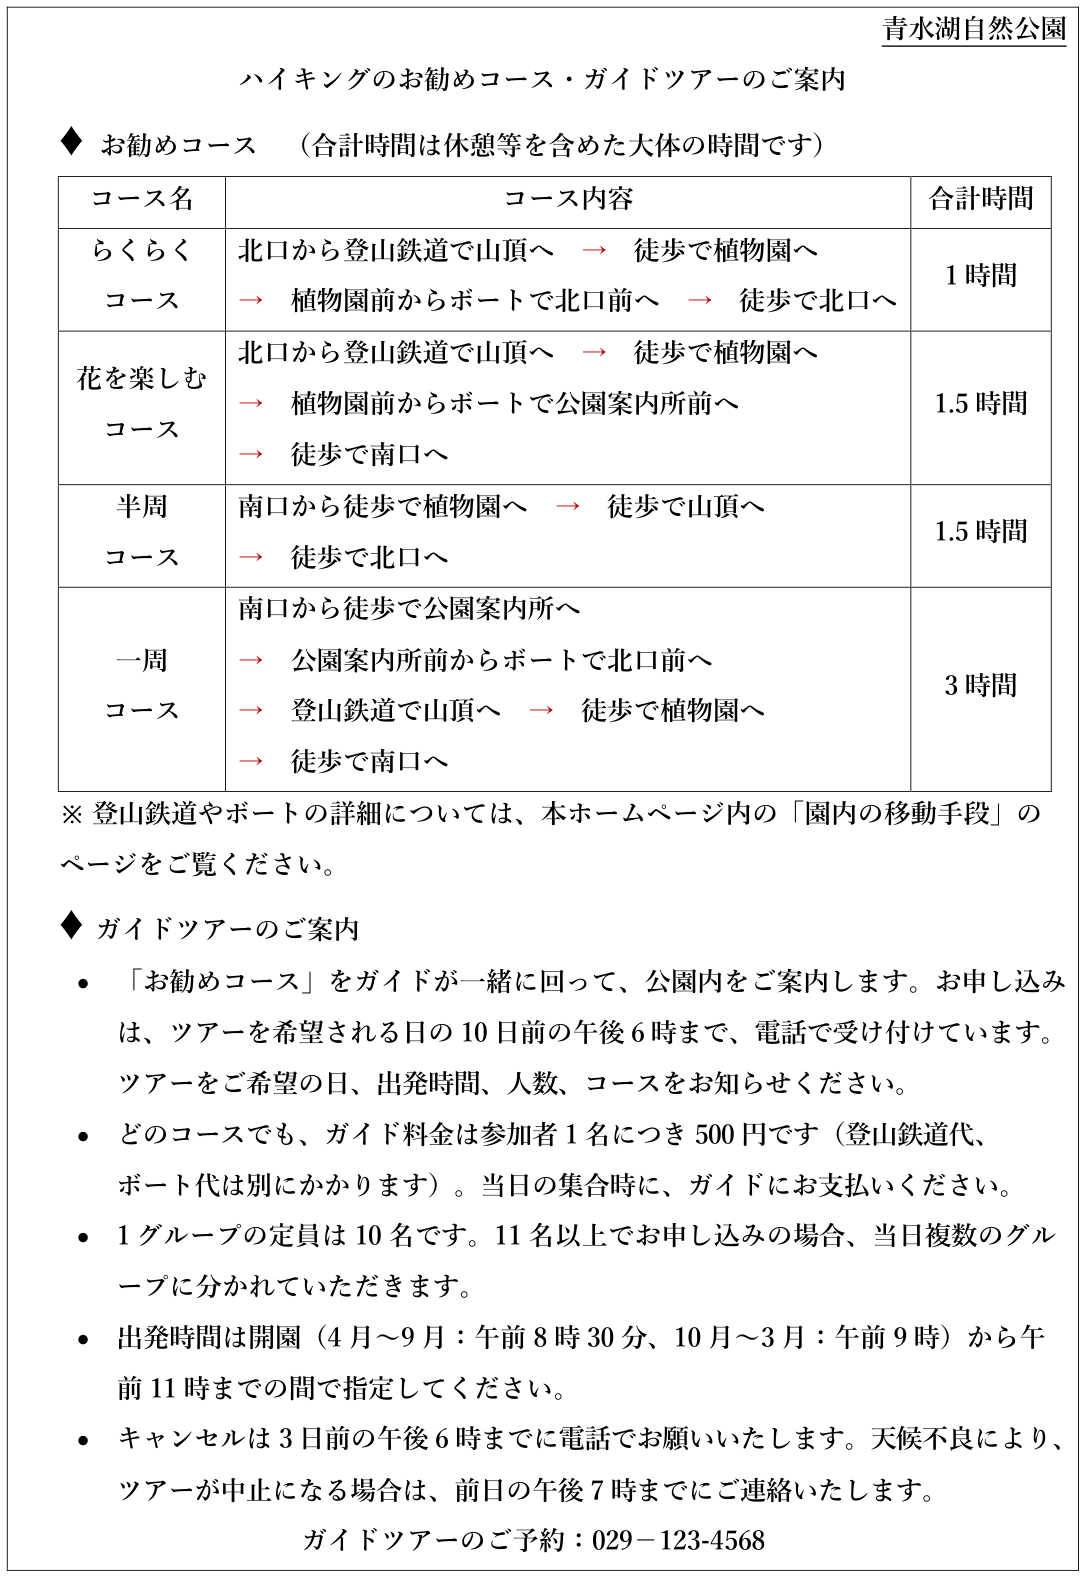 青水湖自然公園
ハイキングのお勧めコース・ガイドツアーのご案内
♦ お勧めコース （合計時間は休憩等を含めた大体の時間です）
コース名 コース内容 合計時間
らくらく
コース
北口から登山鉄道で山頂へ → 徒歩で植物園へ
→ 植物園前からボートで北口前へ → 徒歩で北口へ
1 時間
花を楽しむ
コース
北口から登山鉄道で山頂へ → 徒歩で植物園へ
→ 植物園前からボートで公園案内所前へ
→ 徒歩で南口へ
1.5 時間
半周
コース
南口から徒歩で植物園へ → 徒歩で山頂へ
→ 徒歩で北口へ
1.5 時間
一周
コース
南口から徒歩で公園案内所へ
→ 公園案内所前からボートで北口前へ
→ 登山鉄道で山頂へ → 徒歩で植物園へ
→ 徒歩で南口へ
3 時間
※ 登山鉄道やボートの詳細については、本ホームページ内の「園内の移動手段」の
ページをご覧ください。
♦ ガイドツアーのご案内
• 「お勧めコース」をガイドが一緒に回って、公園内をご案内します。お申し込み
は、ツアーを希望される日の 10 日前の午後 6 時まで、電話で受け付けています。
ツアーをご希望の日、出発時間、人数、コースをお知らせください。
• どのコースでも、ガイド料金は参加者 1 名につき 500 円です（登山鉄道代、
ボート代は別にかかります）。当日の集合時に、ガイドにお支払いください。
• 1 グループの定員は 10 名です。11 名以上でお申し込みの場合、当日複数のグル
ープに分かれていただきます。
• 出発時間は開園（4 月～9 月：午前 8 時 30 分、10 月～3 月：午前 9 時）から午
前 11 時までの間で指定してください。
• キャンセルは 3 日前の午後 6 時までに電話でお願いいたします。天候不良により、
ツアーが中止になる場合は、前日の午後 7 時までにご連絡いたします。
ガイドツアーのご予約：029－123-4568